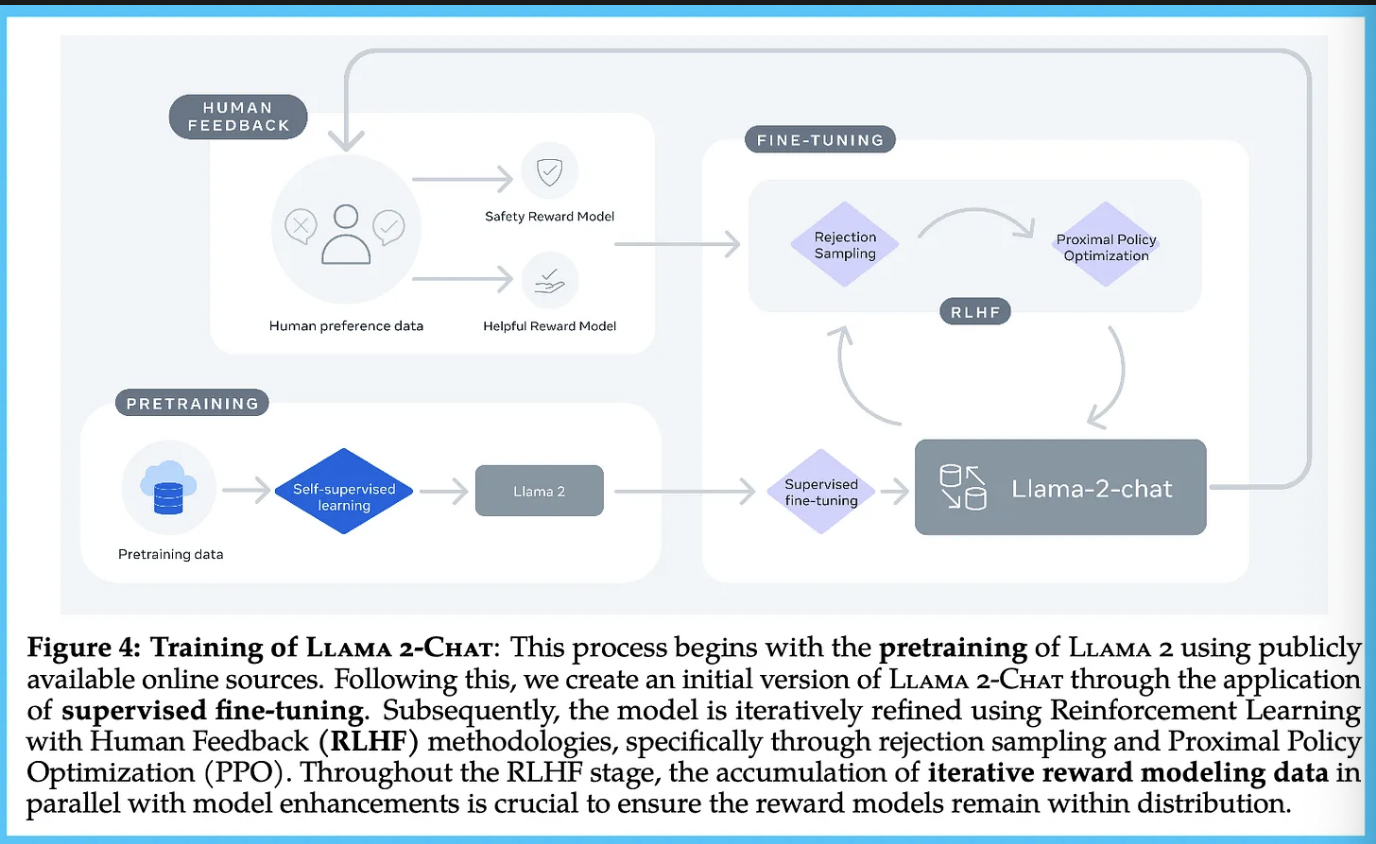 HUMAN
FEEDBACK
Safety Reward Model
Human preference data
Helpful Reward Model
FINE-TUNING
Rejection
Sampling
Proximal Policy
Optimization
RLHF
PRETRAINING
Pretraining data
Self-supervised
learning
Llama 2
Supervised
fine-tuning
Llama-2-chat
Figure 4: Training of LLAMA 2-CHAT: This process begins with the pretraining of LLAMA 2 using publicly
available online sources. Following this, we create an initial version of LLAMA 2-CHAT through the application
of supervised fine-tuning. Subsequently, the model is iteratively refined using Reinforcement Learning
with Human Feedback (RLHF) methodologies, specifically through rejection sampling and Proximal Policy
Optimization (PPO). Throughout the RLHF stage, the accumulation of iterative reward modeling data in
parallel with model enhancements is crucial to ensure the reward models remain within distribution.